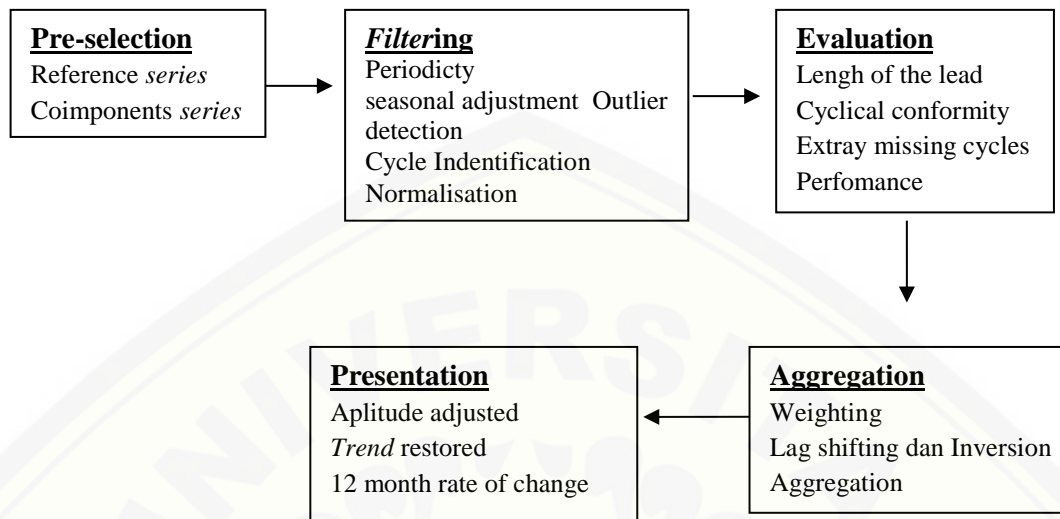 Pre-selection
Reference series
Coimponents series
Filtering
Periodicty
seasonal adjustment Outlier
detection
Cycle Indentification
Normalisation
Evaluation
Lengh of the lead
Cyclical conformity
Extray missing cycles
Perfomance
Aggregation
Weighting
Lag shifting dan Inversion
Aggregation
Presentation
Aplitude adjusted
Trend restored
12 month rate of change
UNIVERSIT